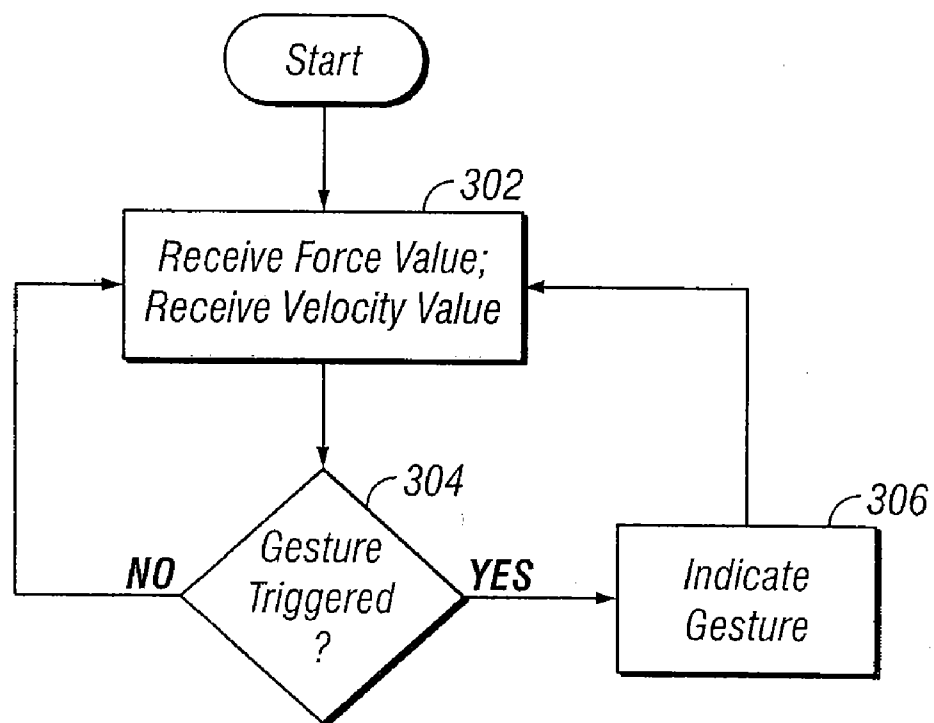 Start
302
Receive Force Value;
Receive Velocity Value
304
Gesture
Triggered
?
NO
YES
306
Indicate
Gesture